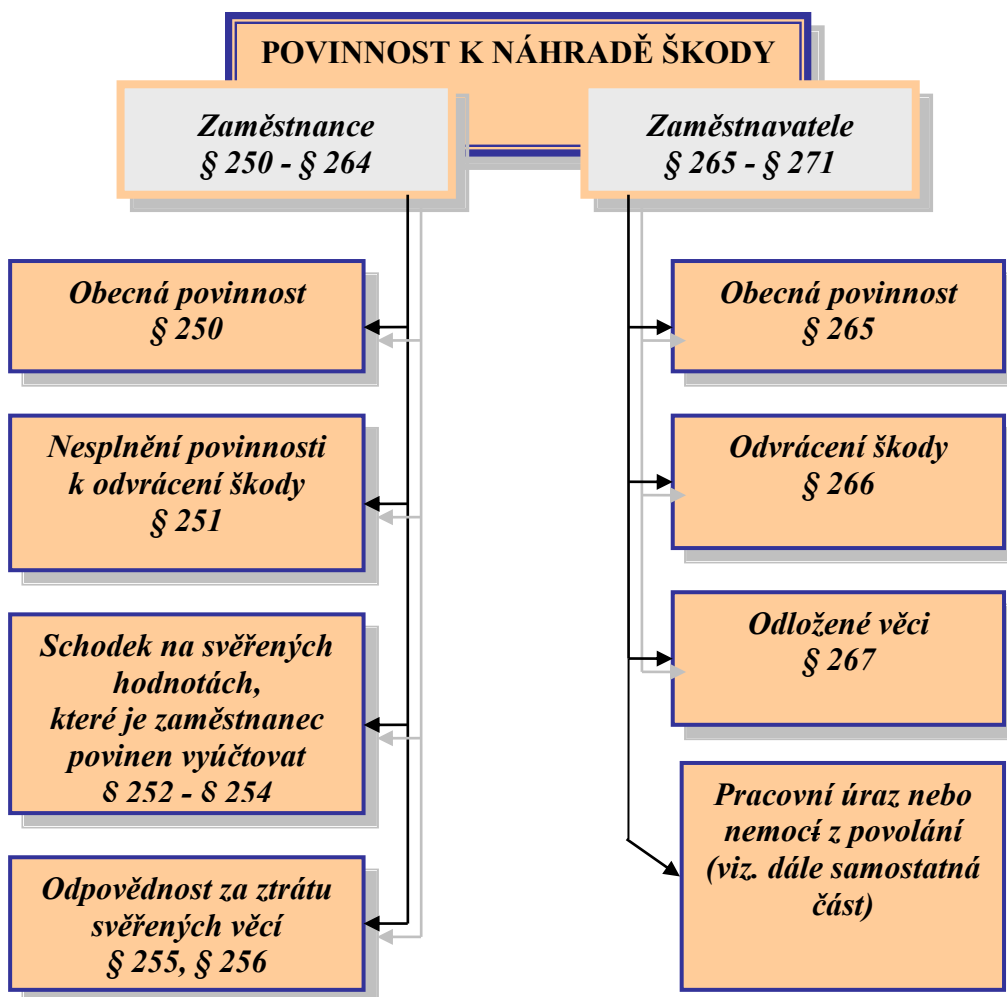 POVINNOST K NÁHRADĚ ŠKODY
Zaměstnance
§ 250 - § 264
Zaměstnavatele
§ 265 - § 271
Obecná povinnost
§ 250
Nesplnění povinnosti
k odvrácení škody
§ 251
Schodek na svěřených
hodnotách,
které je zaměstnanec
povinen vyúčtovat
§ 252 - § 254
Odpovědnost za ztrátu
svěřených věcí
§ 255, § 256
Obecná povinnost
§ 265
Odvrácení škody
§ 266
Odložené věci
§ 267
Pracovní úraz nebo
nemocí z povolání
(viz. dále samostatná
část)